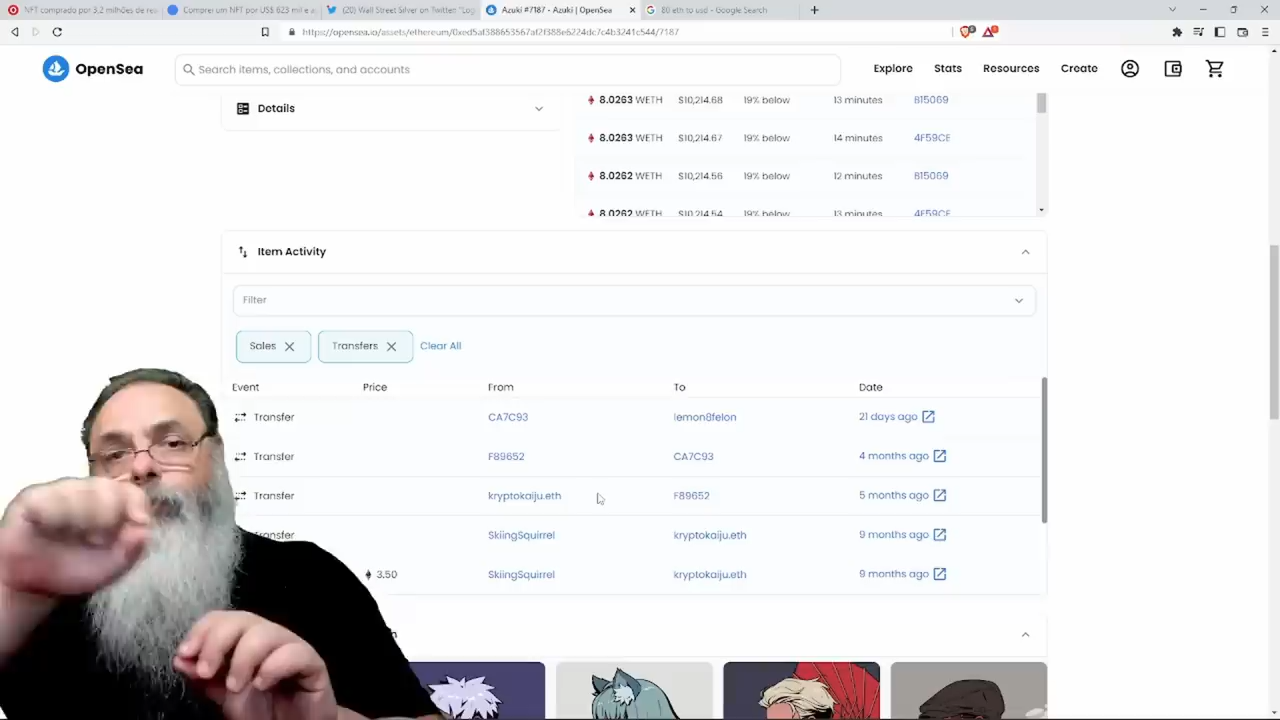 NFT comprado por 3,2 milhões de rea
Comprei um NFT por US$ 623 mil e a
(20) Wall Street Silver on Twitter: "Log
Azuki #7187 - Azuki | OpenSea
80 eth to usd - Google Search
https://opensea.io/assets/ethereum/0xed5af388653567af2f388e6224dc7c4b3241c544/7187
OpenSea
Search items, collections, and accounts
Explore Stats Resources Create
Details
8.0263 WETH $10,214.68 19% below 13 minutes 815069
8.0263 WETH $10,214.67 19% below 14 minutes 4F59CE
8.0262 WETH $10,214.56 19% below 12 minutes 815069
8.0262 WETH $10,214.54 19% below 13 minutes 4F59CE
Item Activity
Filter
Sales Transfers Clear All
Event Price From To Date
Transfer CA7C93 lemon8felon 21 days ago
Transfer F89652 CA7C93 4 months ago
Transfer kryptokaiju.eth F89652 5 months ago
Transfer SkiingSquirrel kryptokaiju.eth 9 months ago
3.50 SkiingSquirrel kryptokaiju.eth 9 months ago